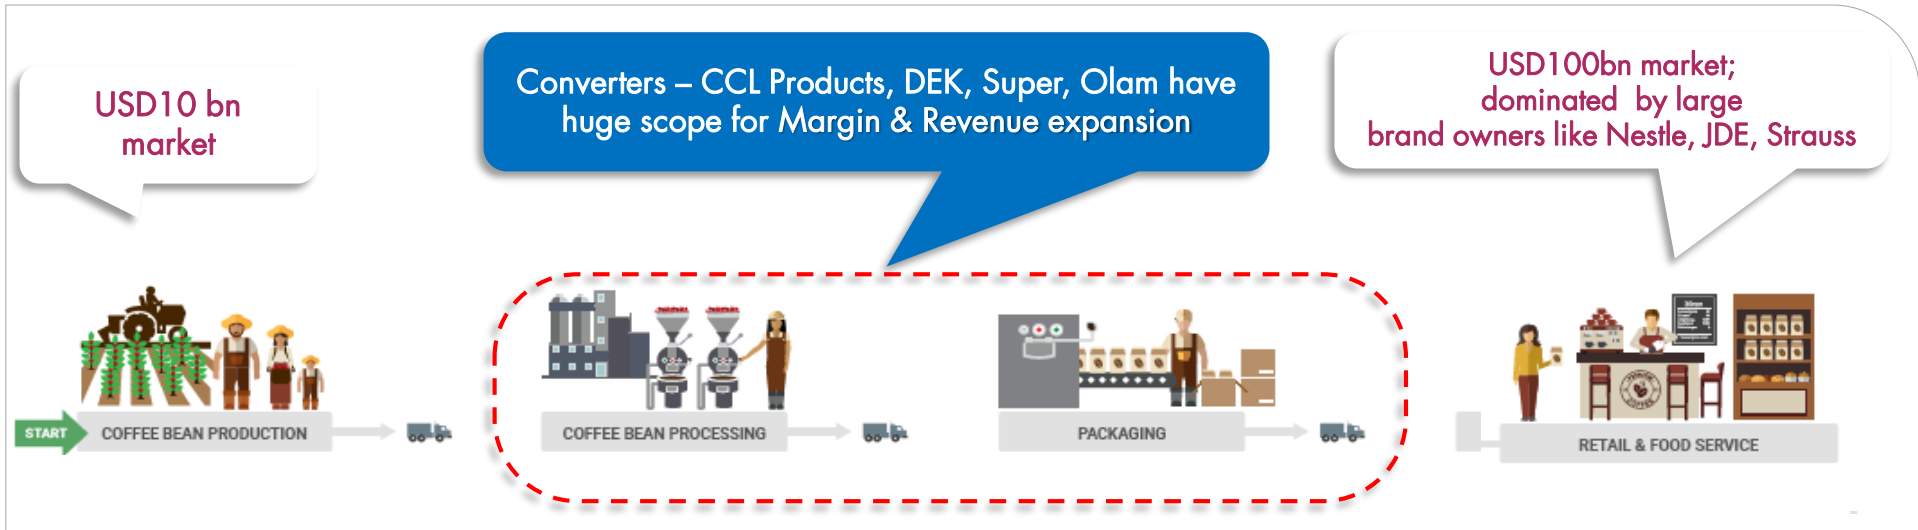 USD10 bn
market
Converters – CCL Products, DEK, Super, Olam have
huge scope for Margin & Revenue expansion
USD100bn market;
dominated by large
brand owners like Nestle, JDE, Strauss
START
COFFEE BEAN PRODUCTION
COFFEE BEAN PROCESSING
PACKAGING
RETAIL & FOOD SERVICE